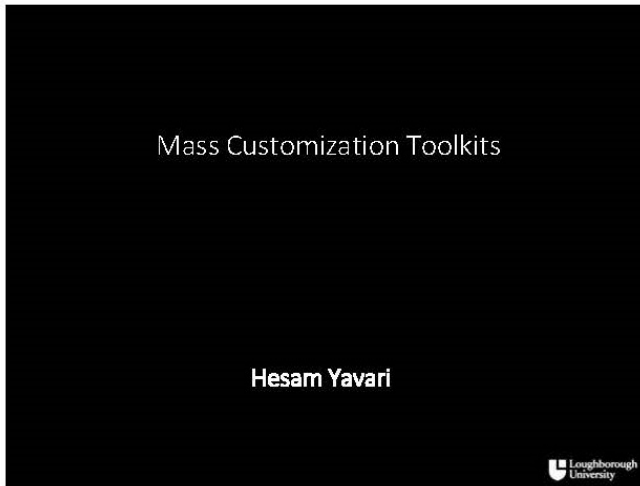 Mass Customization Toolkits
Hesam Yavari
Loughborough
University